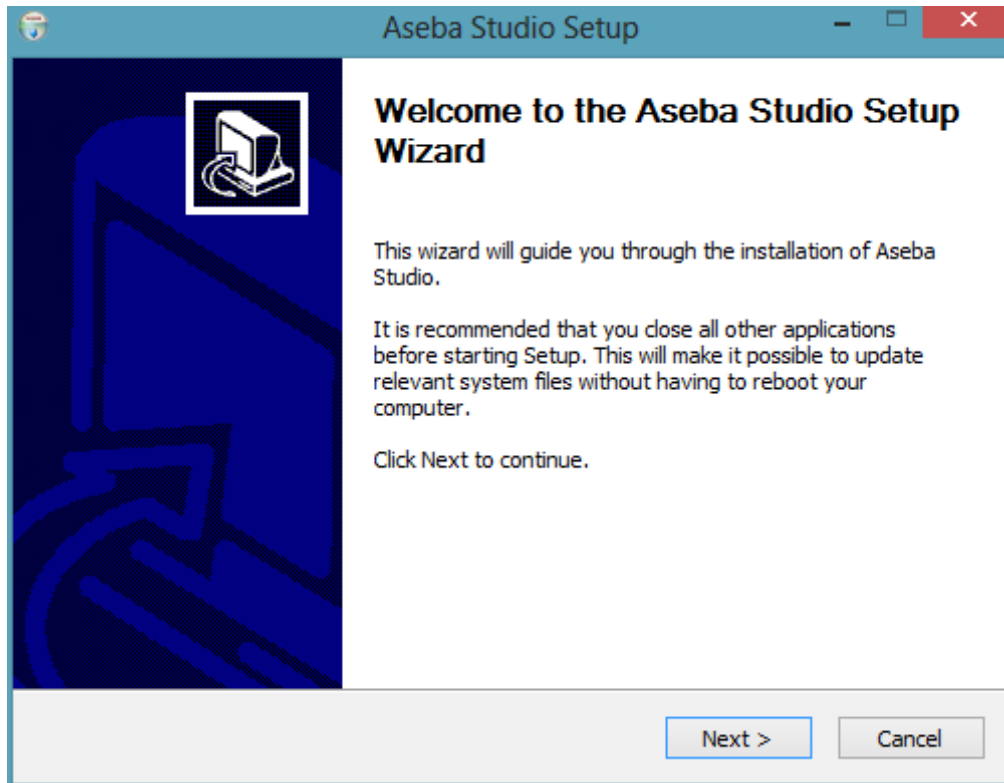 Aseba Studio Setup
Welcome to the Aseba Studio Setup
Wizard
This wizard will guide you through the installation of Aseba
Studio.
It is recommended that you close all other applications
before starting Setup. This will make it possible to update
relevant system files without having to reboot your
computer.
Click Next to continue.
Next >
Cancel